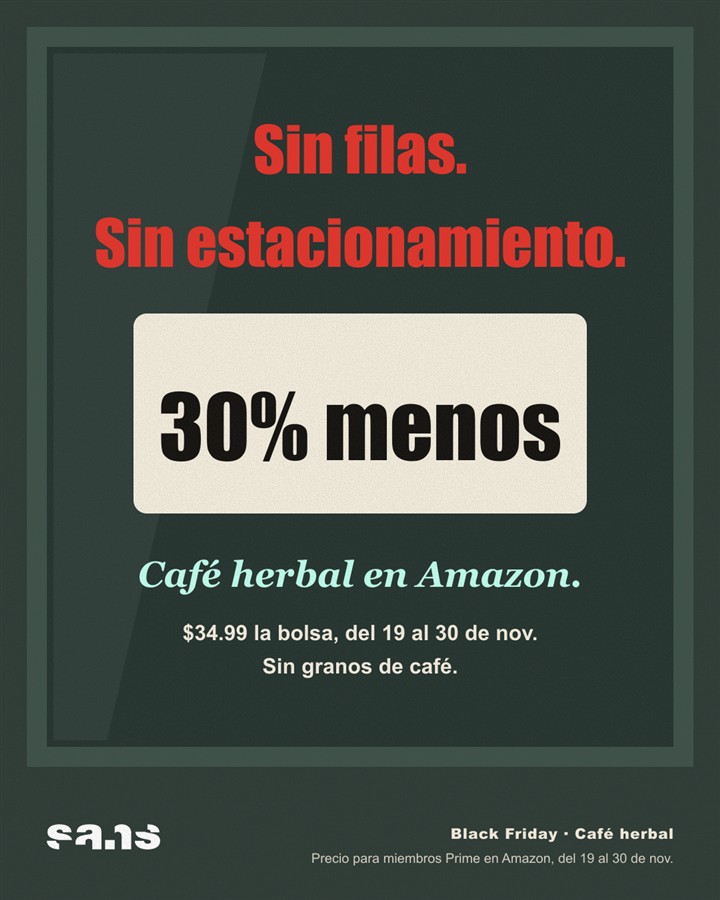 Sin filas.
Sin estacionamiento.
30% menos
Café herbal en Amazon.
$34.99 la bolsa, del 19 al 30 de nov.
Sin granos de café.
sans
Black Friday · Café herbal
Precio para miembros Prime en Amazon, del 19 al 30 de nov.